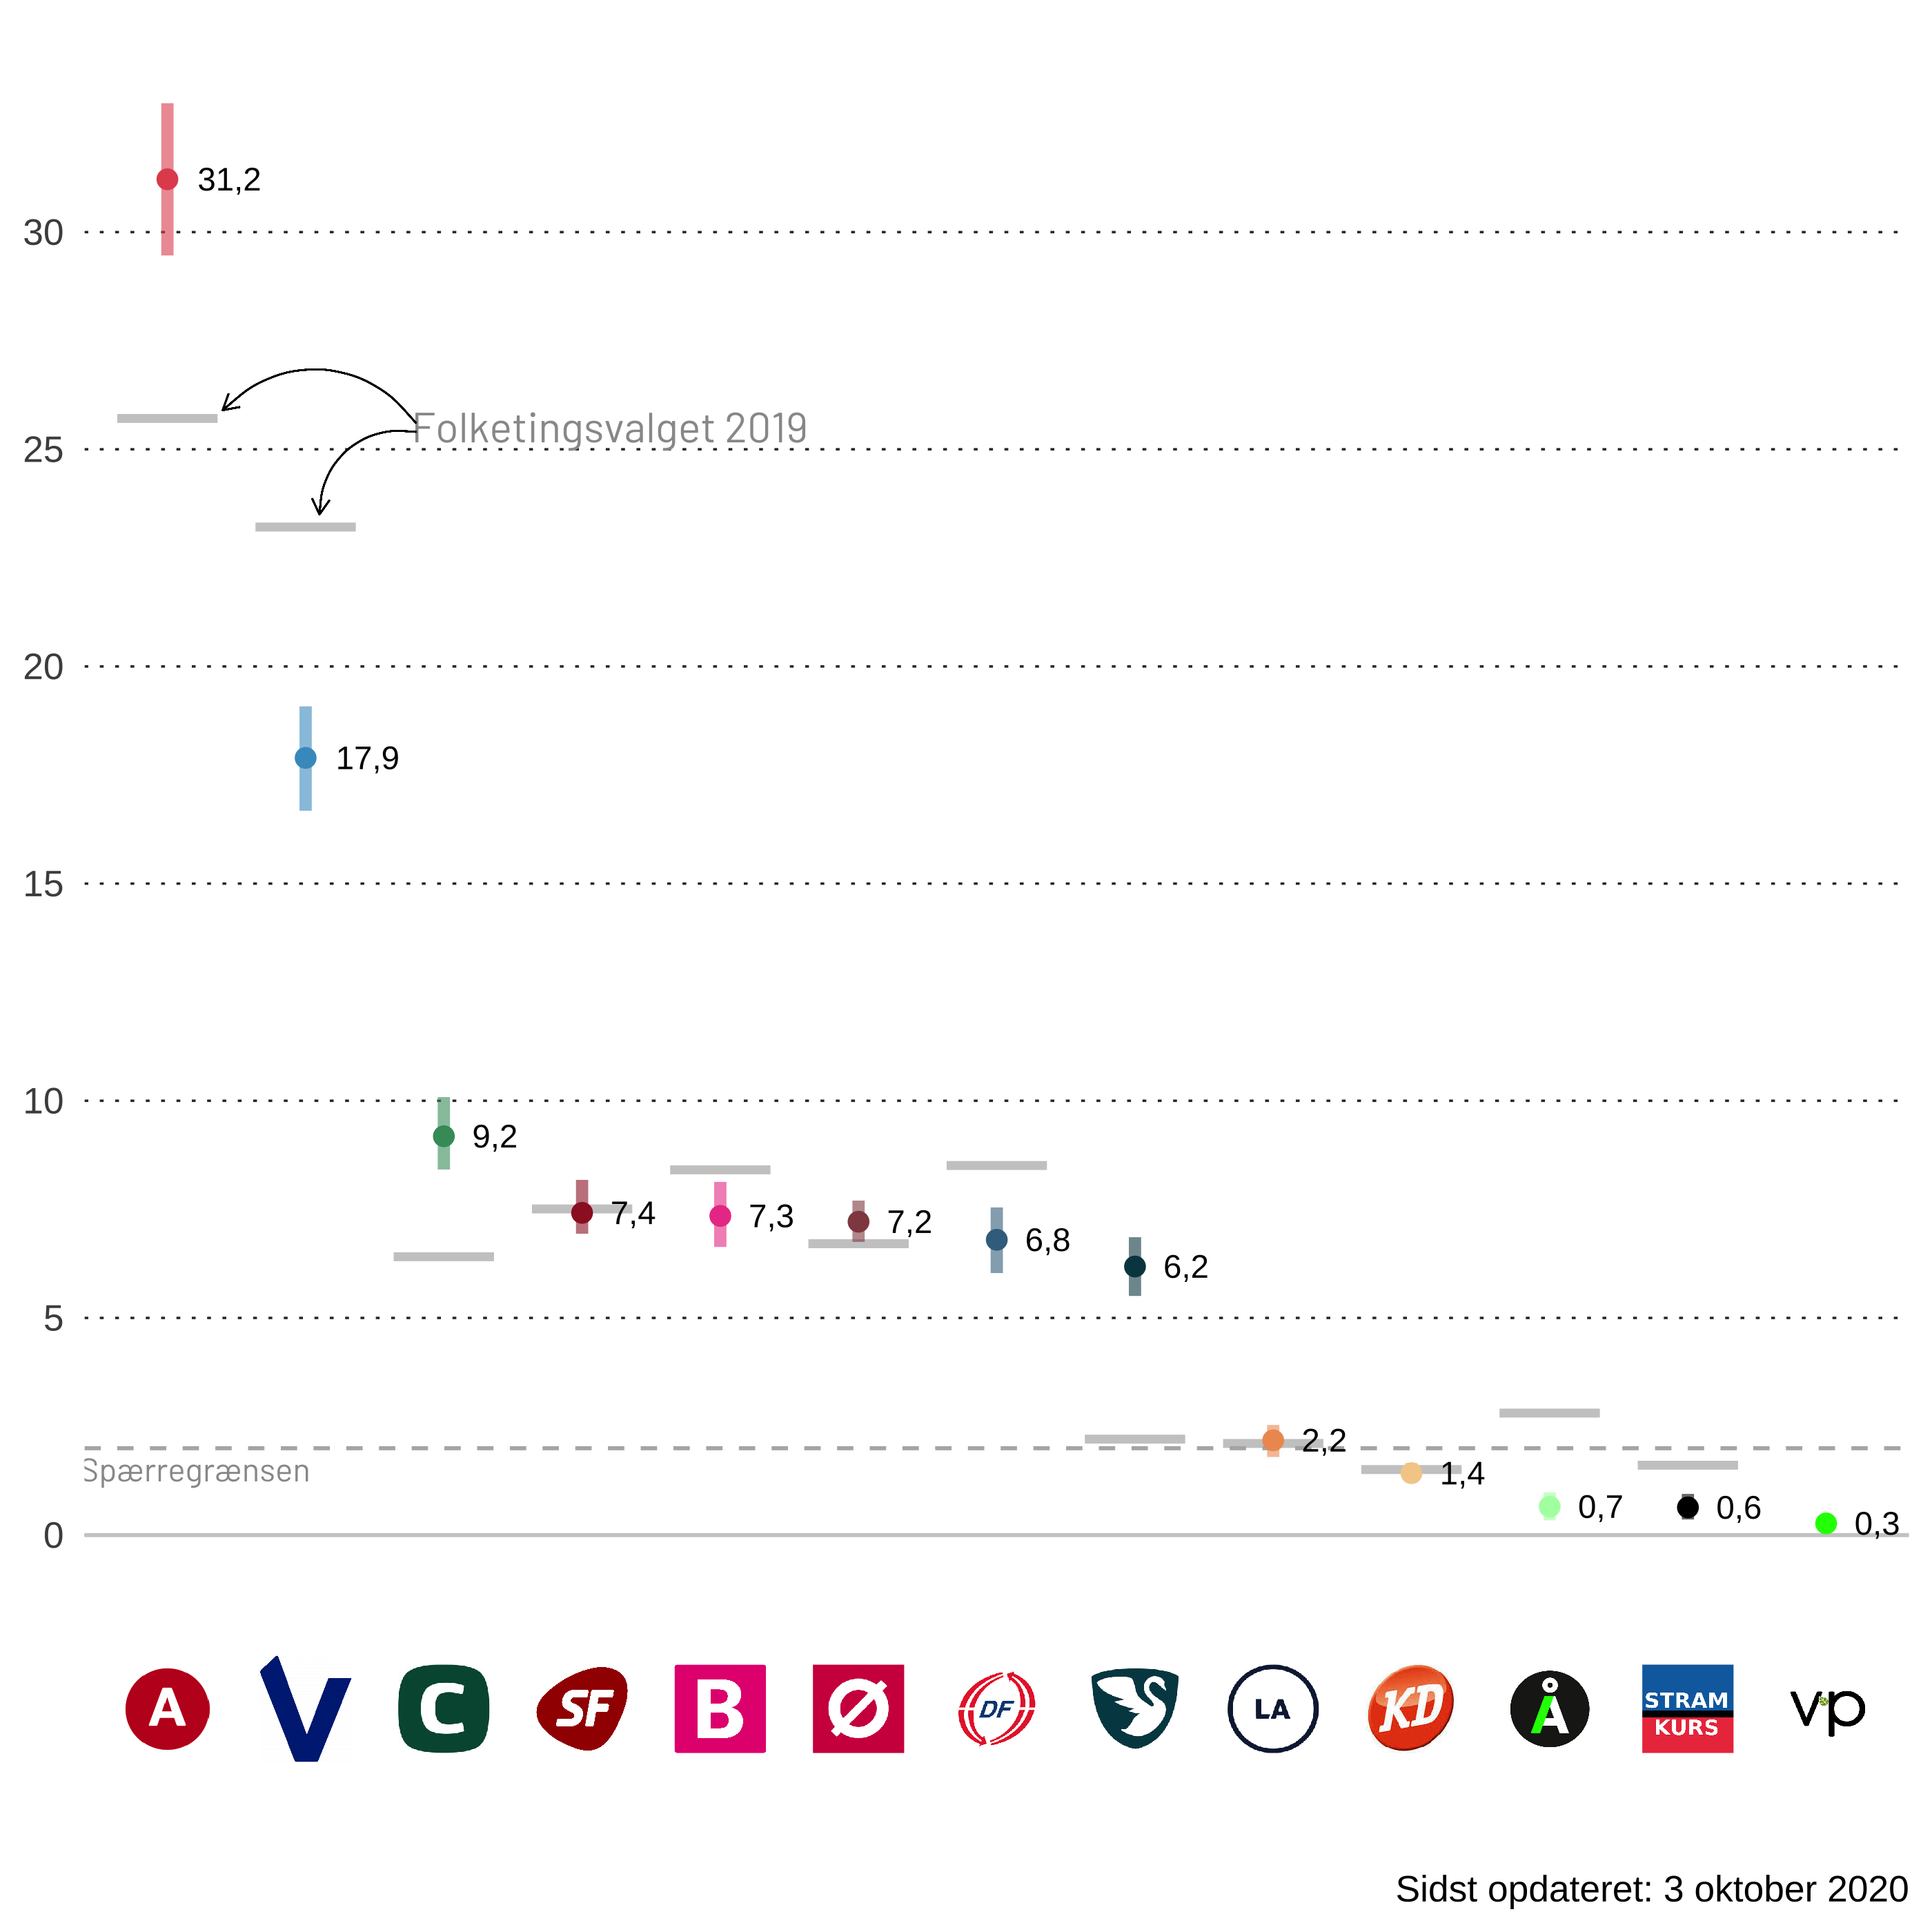 31,2
30
Folketingsvalget 2019
25
20
17,9
15
10
9,2
7,4
7,3
7,2
6,8
6,2
5
2,2
Spærregrænsen
1,4
0,7
0,6
0,3
0
A
V
C
SF
B
Ø
DF
LA
KD
Å
STRAM
KURS
vp
Sidst opdateret: 3 oktober 2020